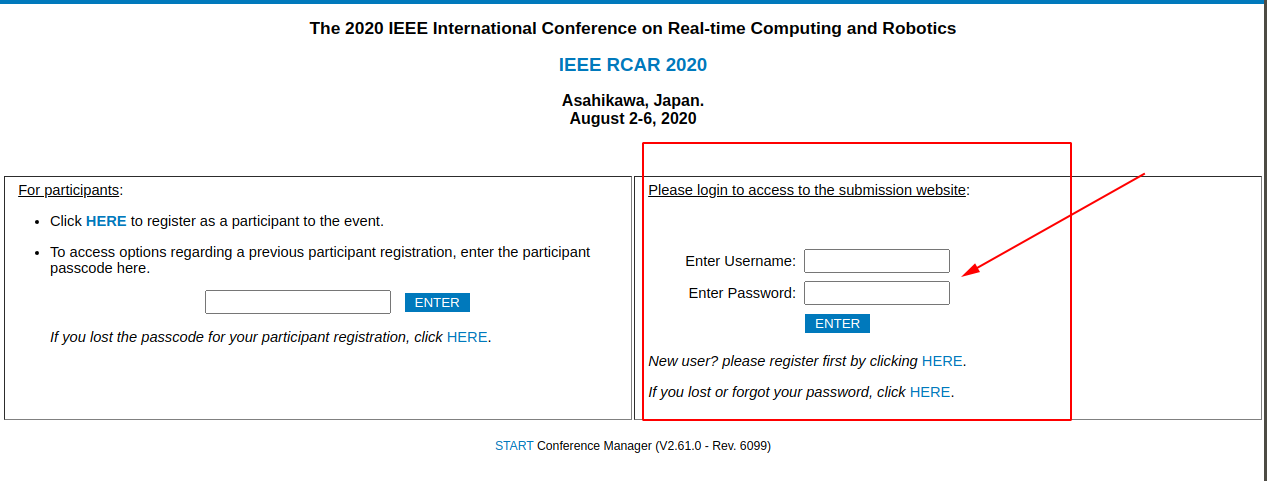 The 2020 IEEE International Conference on Real-time Computing and Robotics
IEEE RCAR 2020
Asahikawa, Japan.
August 2-6, 2020
For participants:
• Click HERE to register as a participant to the event.
• To access options regarding a previous participant registration, enter the participant
passcode here.
ENTER
If you lost the passcode for your participant registration, click HERE.
Please login to access to the submission website:
Enter Username:
Enter Password:
ENTER
New user? please register first by clicking HERE.
If you lost or forgot your password, click HERE.
START Conference Manager (V2.61.0 - Rev. 6099)